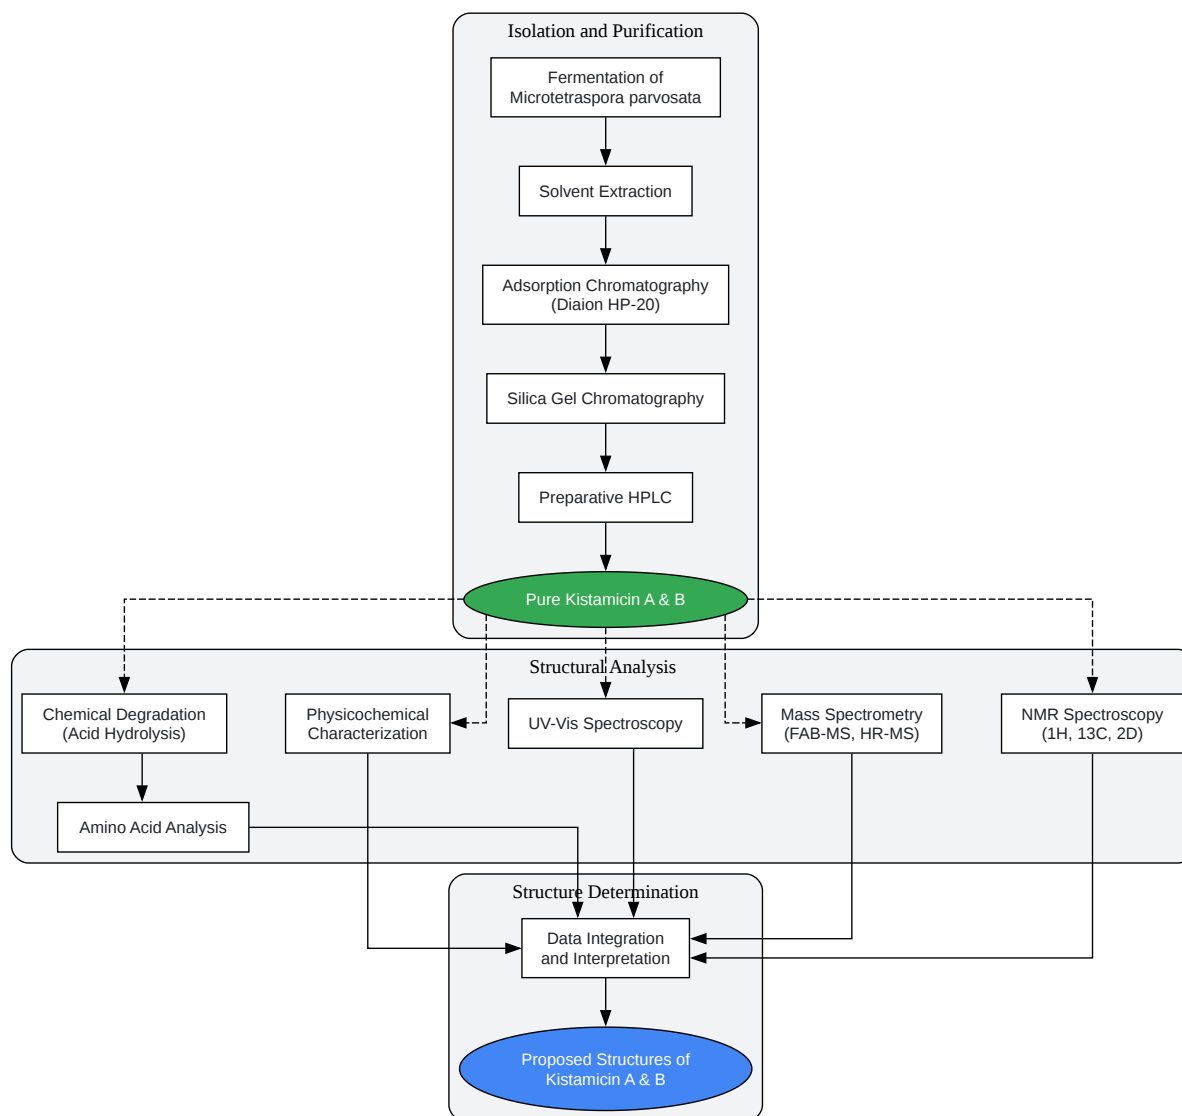 Isolation and Purification
Fermentation of
Microtetraspora parvosata
Solvent Extraction
Adsorption Chromatography
(Diaion HP-20)
Silica Gel Chromatography
Preparative HPLC
Pure Kistamicin A & B
Structural Analysis
Chemical Degradation
(Acid Hydrolysis)
Physicochemical
Characterization
UV-Vis Spectroscopy
Mass Spectrometry
(FAB-MS, HR-MS)
NMR Spectroscopy
(1H, 13C, 2D)
Amino Acid Analysis
Structure Determination
Data Integration
and Interpretation
Proposed Structures of
Kistamicin A & B